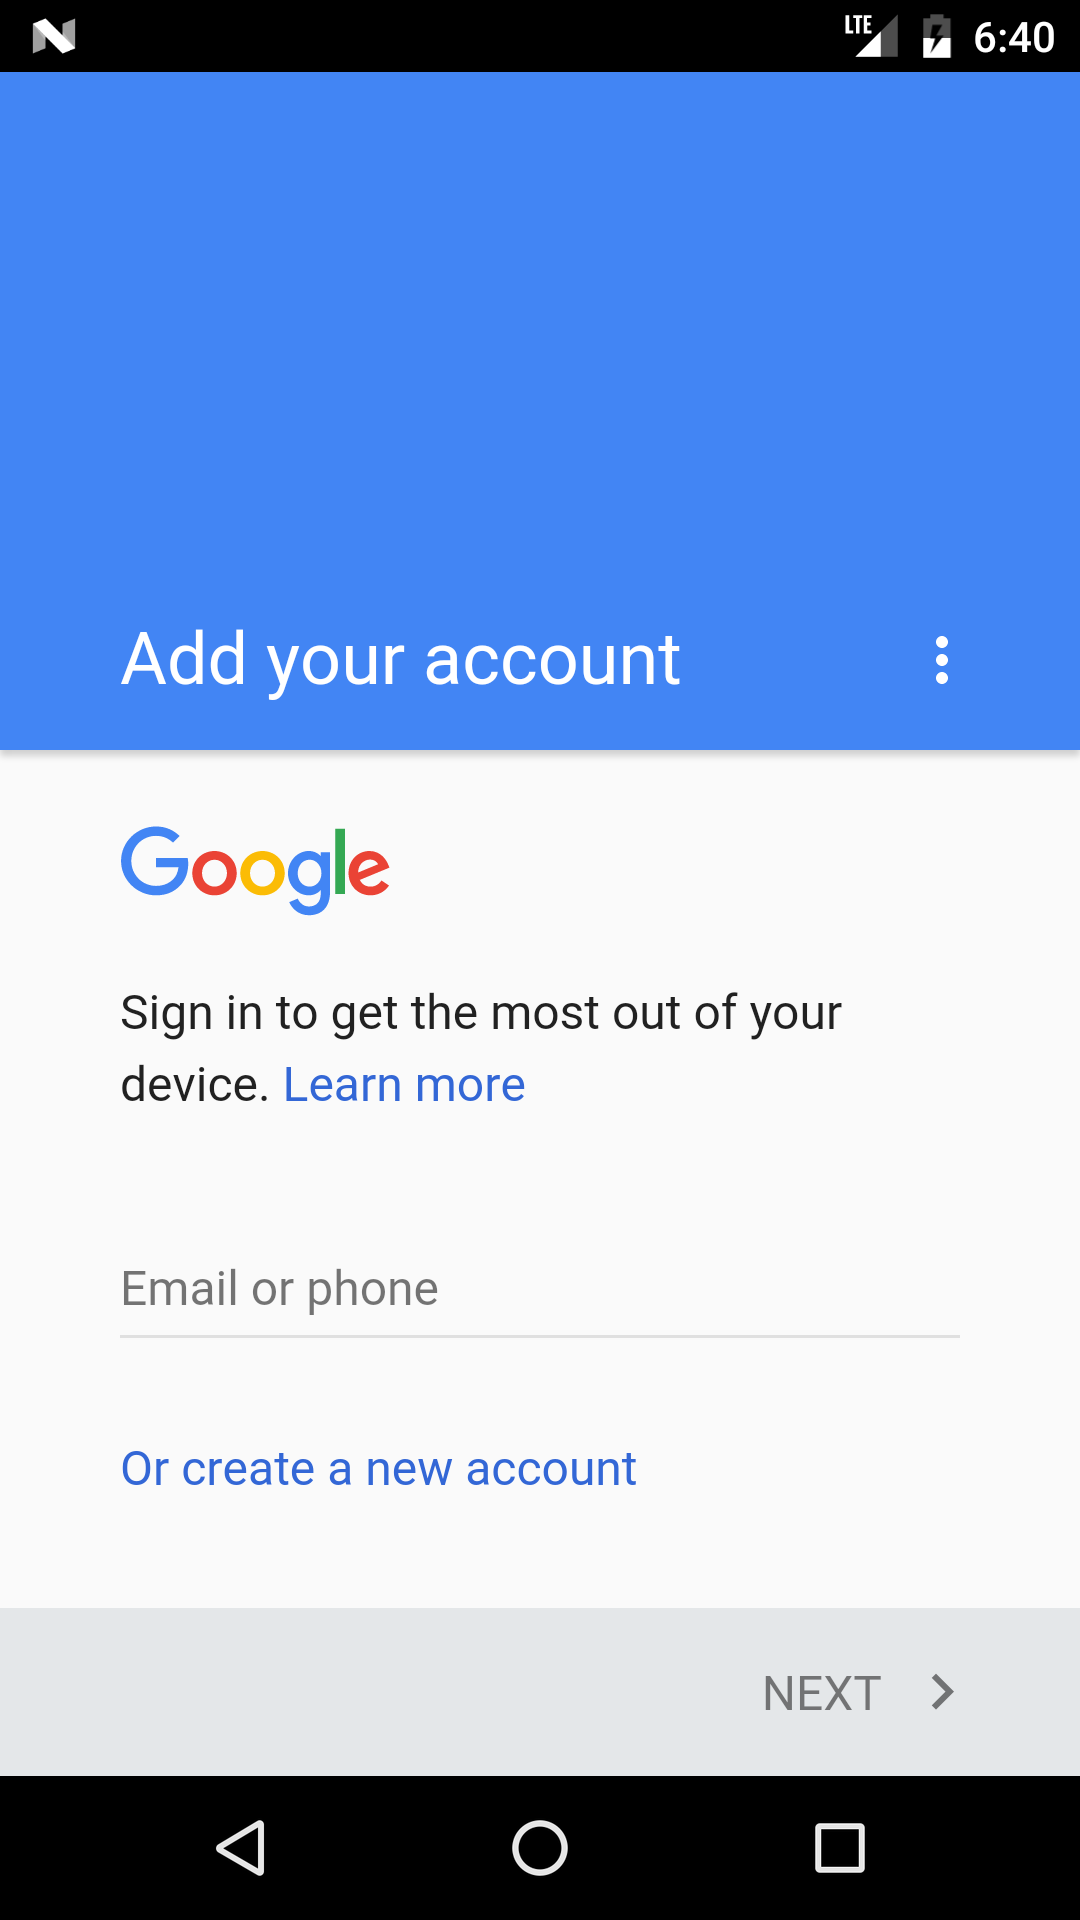 LTE 6:40
Add your account
Google
Sign in to get the most out of your
device. Learn more
Email or phone
Or create a new account
NEXT